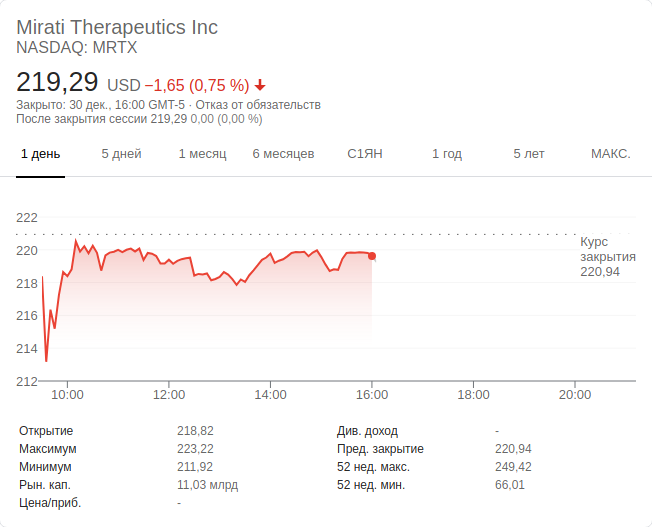 Mirati Therapeutics Inc
NASDAQ: MRTX
219,29 USD −1,65 (0,75 %)
Закрыто: 30 дек., 16:00 GMT-5 · Отказ от обязательств
После закрытия сессии 219,29 0,00 (0,00 %)
1 день 5 дней 1 месяц 6 месяцев С1ЯН 1 год 5 лет МАКС.
222
220
218
216
214
212
Курс
закрытия
220,94
10:00 12:00 14:00 16:00 18:00 20:00
Открытие 218,82 Див. доход -
Максимум 223,22 Пред. закрытие 220,94
Минимум 211,92 52 нед. макс. 249,42
Рын. кап. 11,03 млрд 52 нед. мин. 66,01
Цена/приб. -